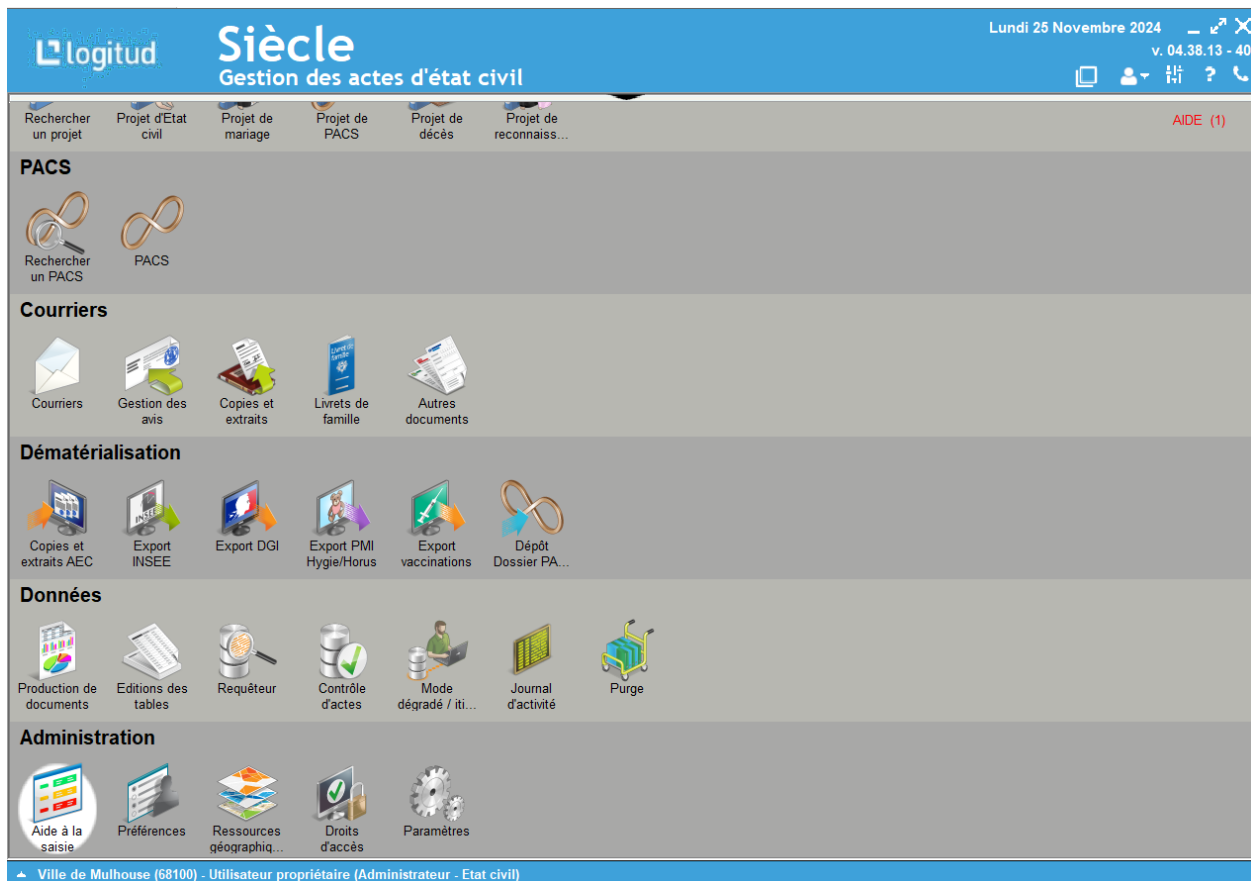 logitud
Siècle
Gestion des actes d'état civil
Lundi 25 Novembre 2024
v. 04.38.13 - 40
?
Rechercher un projet
Projet d'Etat civil
Projet de mariage
Projet de PACS
Projet de décès
Projet de reconnaiss...
AIDE (1)
PACS
Rechercher un PACS
PACS
Courriers
Livret de famille
Courriers
Gestion des avis
Copies et extraits
Livrets de famille
Autres documents
Dématérialisation
INSEE
Copies et extraits AEC
Export INSEE
Export DGI
Export PMI Hygie/Horus
Export vaccinations
Dépôt Dossier PA...
Données
Production de documents
Editions des tables
Requêteur
Contrôle d'actes
Mode dégradé / iti...
Journal d'activité
Purge
Administration
Aide à la saisie
Préférences
Ressources géographiq...
Droits d'accès
Paramètres
Ville de Mulhouse (68100) - Utilisateur propriétaire (Administrateur - Etat civil)